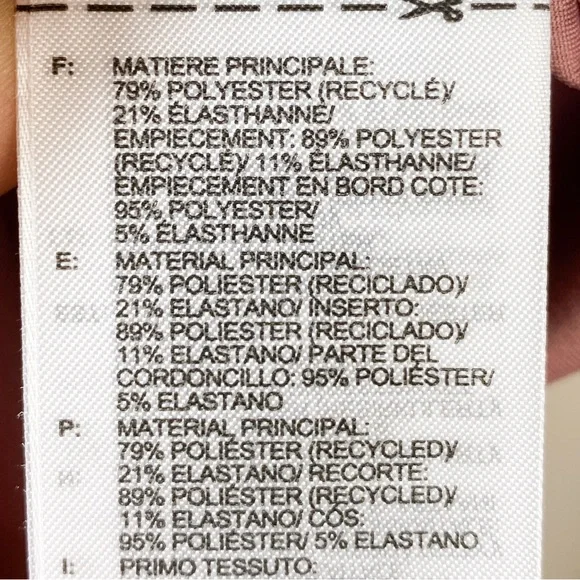 F: MATIERE PRINCIPALE:
79% POLYESTER (RECYCLÉ)/
21% ÉLASTHANNE/
EMPIECEMENT: 89% POLYESTER
(RECYCLÉ)/ 11% ÉLASTHANNE/
EMPIECEMENT EN BORD COTE:
95% POLYESTER/
5% ÉLASTHANNE
E: MATERIAL PRINCIPAL:
79% POLIÉSTER (RECICLADO)/
21% ELASTANO/ INSERTO:
89% POLIÉSTER (RECICLADO)/
11% ELASTANO/ PARTE DEL
CORDONCILLO: 95% POLIÉSTER/
5% ELASTANO
P: MATERIAL PRINCIPAL:
79% POLIÉSTER (RECYCLED)/
21% ELASTANO/ RECORTE:
89% POLIÉSTER (RECYCLED)/
11% ELASTANO/ CÓS:
95% POLIÉSTER/ 5% ELASTANO
I: PRIMO TESSUTO: